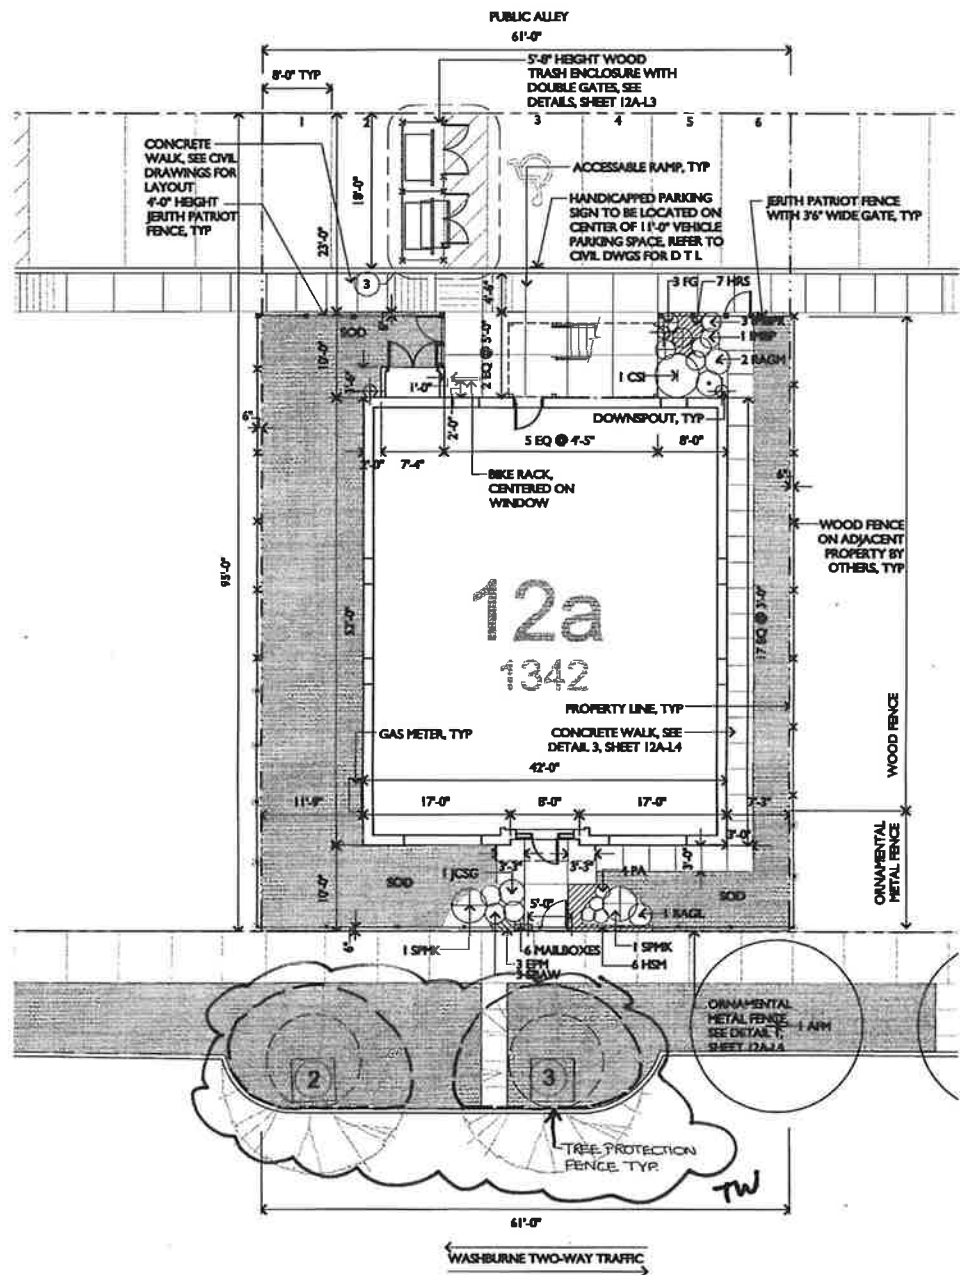 PUBLIC ALLEY
61'-0"
8'-0" TYP
5'-8" HEIGHT WOOD
TRASH ENCLOSURE WITH
DOUBLE GATES, SEE
DETAILS, SHEET 12A-L3
1
2
3
4
5
6
CONCRETE
WALK, SEE CIVIL
DRAWINGS FOR
LAYOUT
4'-0" HEIGHT
JERITH PATRIOT
FENCE, TYP
18'-0"
23'-0"
ACCESSABLE RAMP, TYP
HANDICAPPED PARKING
SIGN TO BE LOCATED ON
CENTER OF 11'-0" VEHICLE
PARKING SPACE, REFER TO
CIVIL DWGS FOR D T L
JERITH PATRIOT FENCE
WITH 3'6" WIDE GATE, TYP
3
4'-6"
3 FG
7 HRS
SOD
10'-0"
2 EQ @ 5'-0"
2 RAGM
1 CSI
1'-0"
2'-0"
DOWNSPOUT, TYP
6"
5 EQ @ 4'-5"
8'-0"
2'-0"
7'-4"
BIKE RACK,
CENTERED ON
WINDOW
6"
WOOD FENCE
ON ADJACENT
PROPERTY BY
OTHERS, TYP
95'-0"
52'-0"
12a
1342
17 EQ @ 3'-0"
PROPERTY LINE, TYP
GAS METER, TYP
CONCRETE WALK, SEE
DETAIL 3, SHEET 12A-L4
WOOD FENCE
42'-0"
11'-9"
17'-0"
8'-0"
17'-0"
7'-3"
3'-0"
3'-0"
ORNAMENTAL
METAL FENCE
10'-0"
SOD
1 JCSG
3'-3"
3'-3"
5'-0"
SOD
1 RAGL
6"
1 SPMK
6 MAILBOXES
1 SPMK
3 EPM
6 HSM
ORNAMENTAL
METAL FENCE,
SEE DETAIL 1,
SHEET 12A-L4
1 AFM
2
3
TREE PROTECTION
FENCE TYP.
TW
61'-0"
WASHBURNE TWO-WAY TRAFFIC